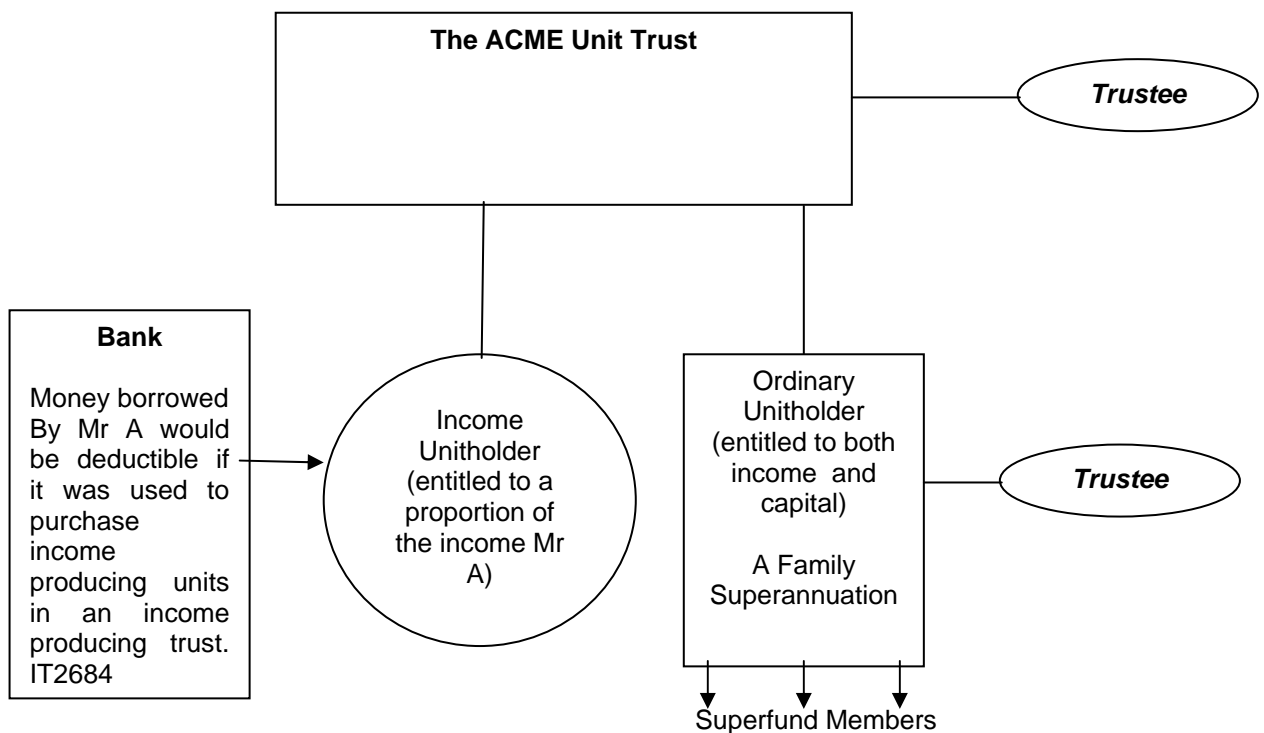 The ACME Unit Trust
Trustee
Bank
Money borrowed
By Mr A would
be deductible if
it was used to
purchase
income
producing units
in an income
producing trust.
IT2684
Income
Unitholder
(entitled to a
proportion of
the income Mr
A)
Ordinary
Unitholder
(entitled to both
income and
capital)
A Family
Superannuation
Trustee
Superfund Members